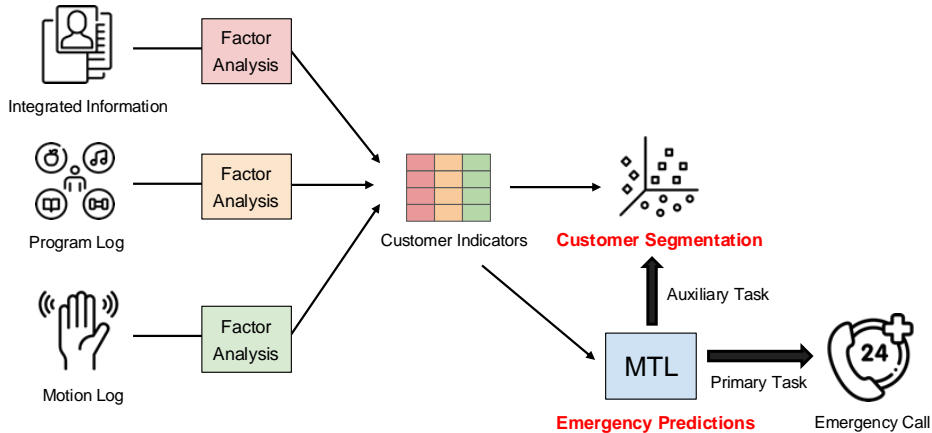 Factor
Analysis
Integrated Information
Factor
Analysis
Program Log
Customer Indicators
Customer Segmentation
Factor
Analysis
Motion Log
Auxiliary Task
MTL
Primary Task
24
Emergency Predictions
Emergency Call